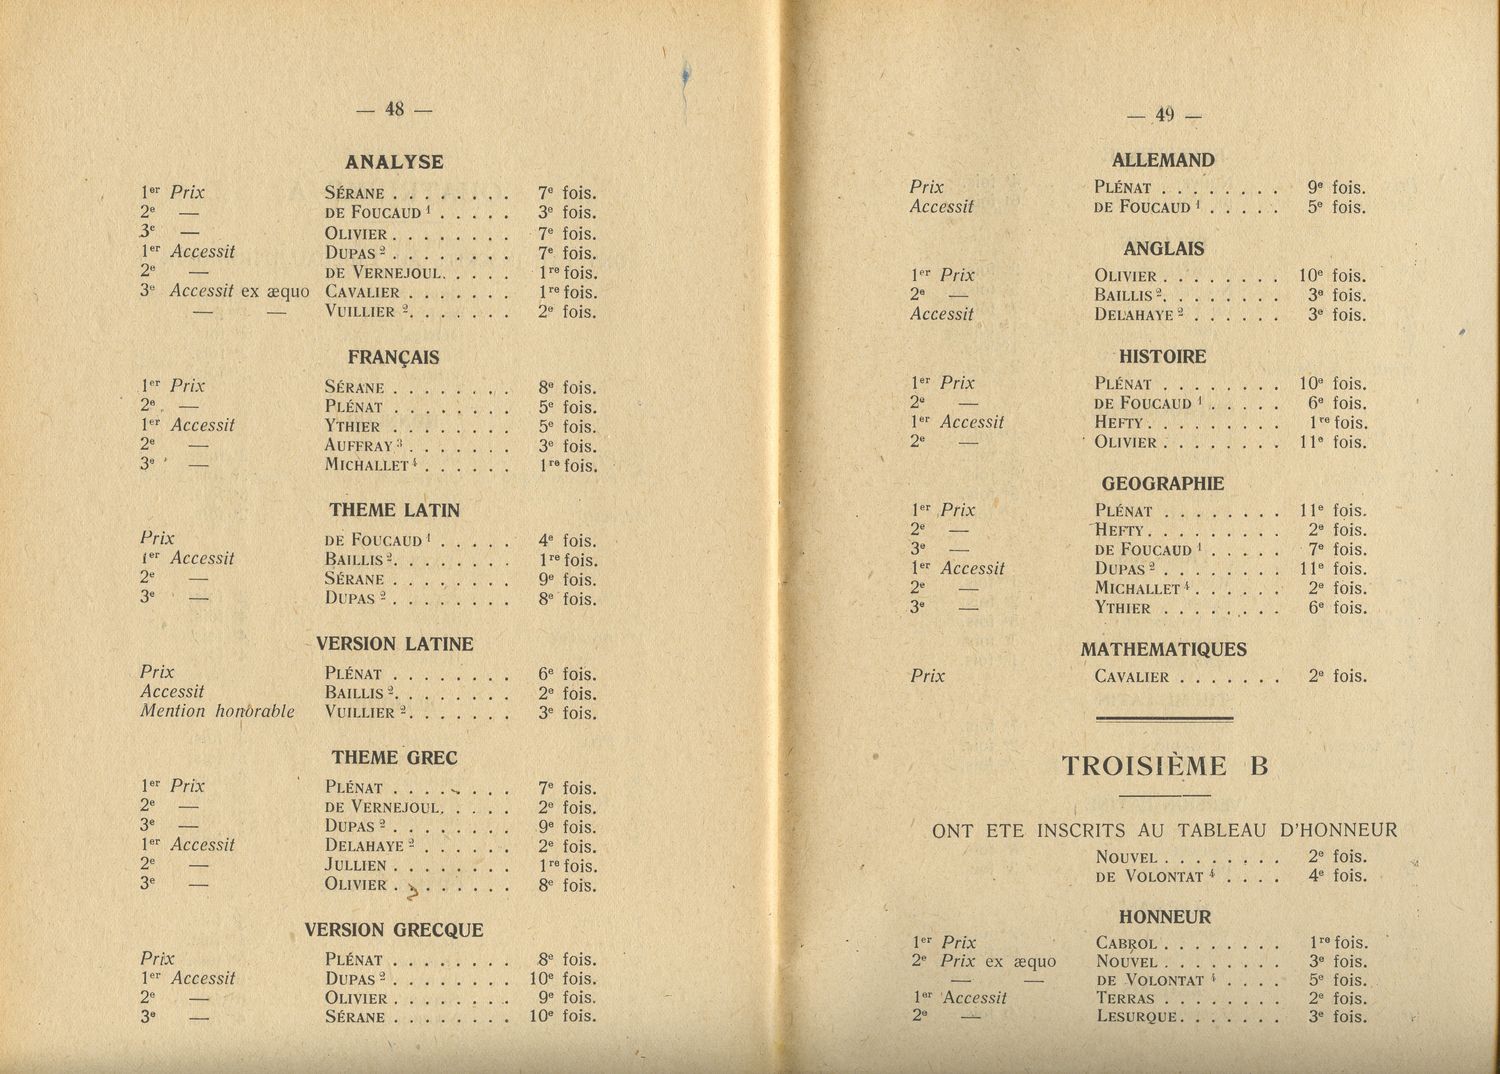 — 48 —
ANALYSE
1er Prix SÉRANE . . . . . . . . 7e fois.
2e — DE FOUCAUD 1 . . . . . 3e fois.
3e — OLIVIER . . . . . . . . 7e fois.
1er Accessit DUPAS 2 . . . . . . . . 7e fois.
2e — DE VERNEJOUL. . . . . 1re fois.
3e Accessit ex æquo CAVALIER . . . . . . . 1re fois.
— — VUILLIER 2. . . . . . . 2e fois.
FRANÇAIS
1er Prix SÉRANE . . . . . . . . 8e fois.
2e — PLÉNAT . . . . . . . . 5e fois.
1er Accessit YTHIER . . . . . . . . 5e fois.
2e — AUFFRAY 3 . . . . . . . 3e fois.
3e — MICHALLET 4 . . . . . . 1re fois.
THEME LATIN
Prix DE FOUCAUD 1 . . . . . 4e fois.
1er Accessit BAILLIS 2. . . . . . . . 1re fois.
2e — SÉRANE . . . . . . . . 9e fois.
3e — DUPAS 2 . . . . . . . . 8e fois.
VERSION LATINE
Prix PLÉNAT . . . . . . . . 6e fois.
Accessit BAILLIS 2. . . . . . . . 2e fois.
Mention honorable VUILLIER 2. . . . . . . 3e fois.
THEME GREC
1er Prix PLÉNAT . . . . . . . . 7e fois.
2e — DE VERNEJOUL. . . . . 2e fois.
3e — DUPAS 2 . . . . . . . . 9e fois.
1er Accessit DELAHAYE 2 . . . . . . 2e fois.
2e — JULLIEN . . . . . . . . 1re fois.
3e — OLIVIER . . . . . . . . 8e fois.
VERSION GRECQUE
Prix PLÉNAT . . . . . . . . 8e fois.
1er Accessit DUPAS 2 . . . . . . . . 10e fois.
2e — OLIVIER . . . . . . . . 9e fois.
3e — SÉRANE . . . . . . . . 10e fois.
— 49 —
ALLEMAND
Prix PLÉNAT . . . . . . . . 9e fois.
Accessit DE FOUCAUD 1 . . . . . 5e fois.
ANGLAIS
1er Prix OLIVIER . . . . . . . . 10e fois.
2e — BAILLIS 2. . . . . . . . 3e fois.
Accessit DELAHAYE 2 . . . . . . 3e fois.
HISTOIRE
1er Prix PLÉNAT . . . . . . . . 10e fois.
2e — DE FOUCAUD 1 . . . . . 6e fois.
1er Accessit HEFTY . . . . . . . . . 1re fois.
2e — OLIVIER . . . . . . . . 11e fois.
GEOGRAPHIE
1er Prix PLÉNAT . . . . . . . . 11e fois.
2e — HEFTY . . . . . . . . . 2e fois.
3e — DE FOUCAUD 1 . . . . . 7e fois.
1er Accessit DUPAS 2 . . . . . . . . 11e fois.
2e — MICHALLET 4 . . . . . . 2e fois.
3e — YTHIER . . . . . . . . 6e fois.
MATHEMATIQUES
Prix CAVALIER . . . . . . . 2e fois.
TROISIÈME B
ONT ETE INSCRITS AU TABLEAU D'HONNEUR
NOUVEL . . . . . . . . 2e fois.
DE VOLONTAT 4 . . . . 4e fois.
HONNEUR
1er Prix CABROL . . . . . . . . 1re fois.
2e Prix ex æquo NOUVEL . . . . . . . . 3e fois.
— — DE VOLONTAT 4 . . . . 5e fois.
1er Accessit TERRAS . . . . . . . . 2e fois.
2e — LESURQUE. . . . . . . 3e fois.